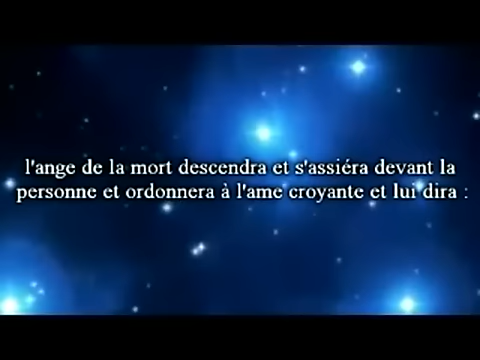 l'ange de la mort descendra et s'assiéra devant la
personne et ordonnera à l'ame croyante et lui dira :